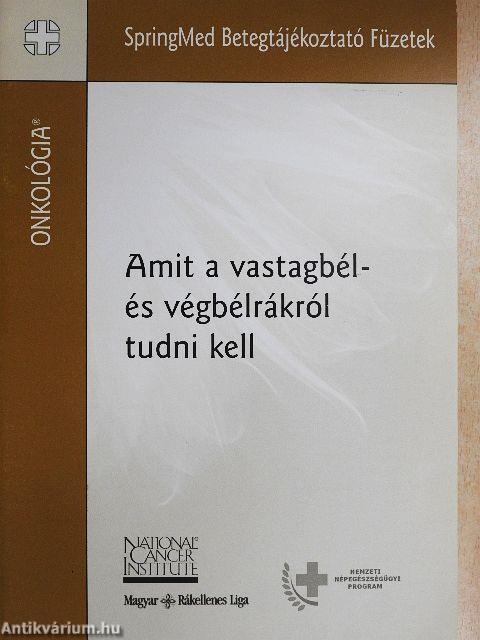 SpringMed Betegtájékoztató Füzetek
ONKOLÓGIA®
Amit a vastagbél-
és végbélrákról
tudni kell
NATIONAL®
CANCER
INSTITUTE
Magyar Rákellenes Liga
NEMZETI
NÉPEGÉSZSÉGÜGYI
PROGRAM
Antikvárium.hu